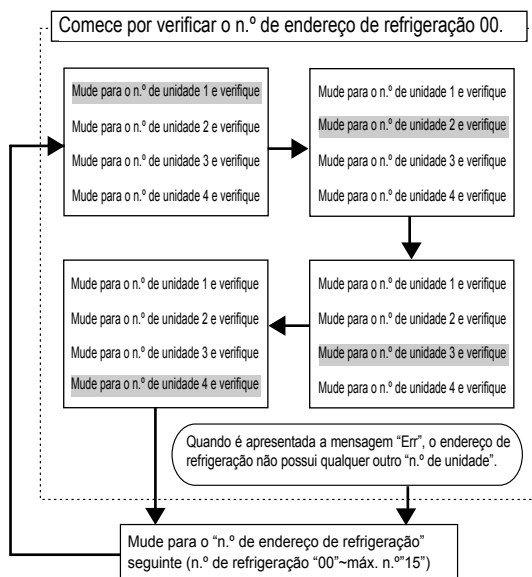 Comece por verificar o n.º de endereço de refrigeração 00.
Mude para o n.º de unidade 1 e verifique
Mude para o n.º de unidade 2 e verifique
Mude para o n.º de unidade 3 e verifique
Mude para o n.º de unidade 4 e verifique
Mude para o n.º de unidade 1 e verifique
Mude para o n.º de unidade 2 e verifique
Mude para o n.º de unidade 3 e verifique
Mude para o n.º de unidade 4 e verifique
Mude para o n.º de unidade 1 e verifique
Mude para o n.º de unidade 2 e verifique
Mude para o n.º de unidade 3 e verifique
Mude para o n.º de unidade 4 e verifique
Mude para o n.º de unidade 1 e verifique
Mude para o n.º de unidade 2 e verifique
Mude para o n.º de unidade 3 e verifique
Mude para o n.º de unidade 4 e verifique
Quando é apresentada a mensagem “Err”, o endereço de
refrigeração não possui qualquer outro “n.º de unidade”.
Mude para o “n.º de endereço de refrigeração”
seguinte (n.º de refrigeração “00”~máx. n.º”15”)